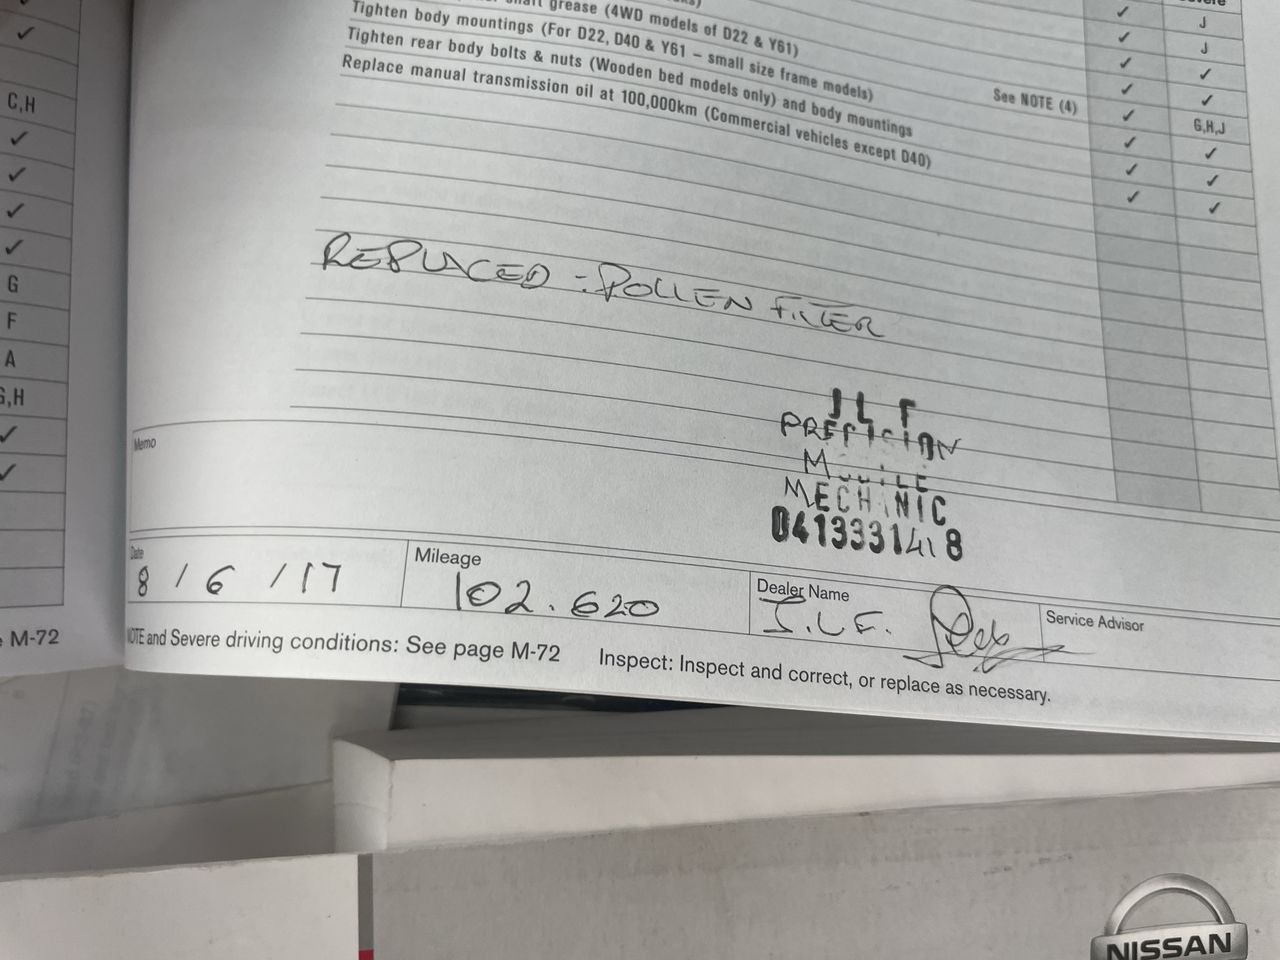 grease (4WD models of D22 & Y61)
Tighten body mountings (For D22, D40 & Y61 – small size frame models)
Tighten rear body bolts & nuts (Wooden bed models only) and body mountings See NOTE (4)
Replace manual transmission oil at 100,000km (Commercial vehicles except D40)
✓ J
✓ J
✓ ✓
✓ ✓
✓ G,H,J
✓ ✓
✓ ✓
✓ ✓
✓
C,H
✓
✓
✓
✓
G
F
A
G,H
✓
✓
M-72
REPLACED = POLLEN FILTER
J L F
PRECISION
MOBILE
MECHANIC
0413331418
Memo
Date
8 / 6 / 17
Mileage
102.620
Dealer Name
J.L.F.
Service Advisor
NOTE and Severe driving conditions: See page M-72 Inspect: Inspect and correct, or replace as necessary.
NISSAN